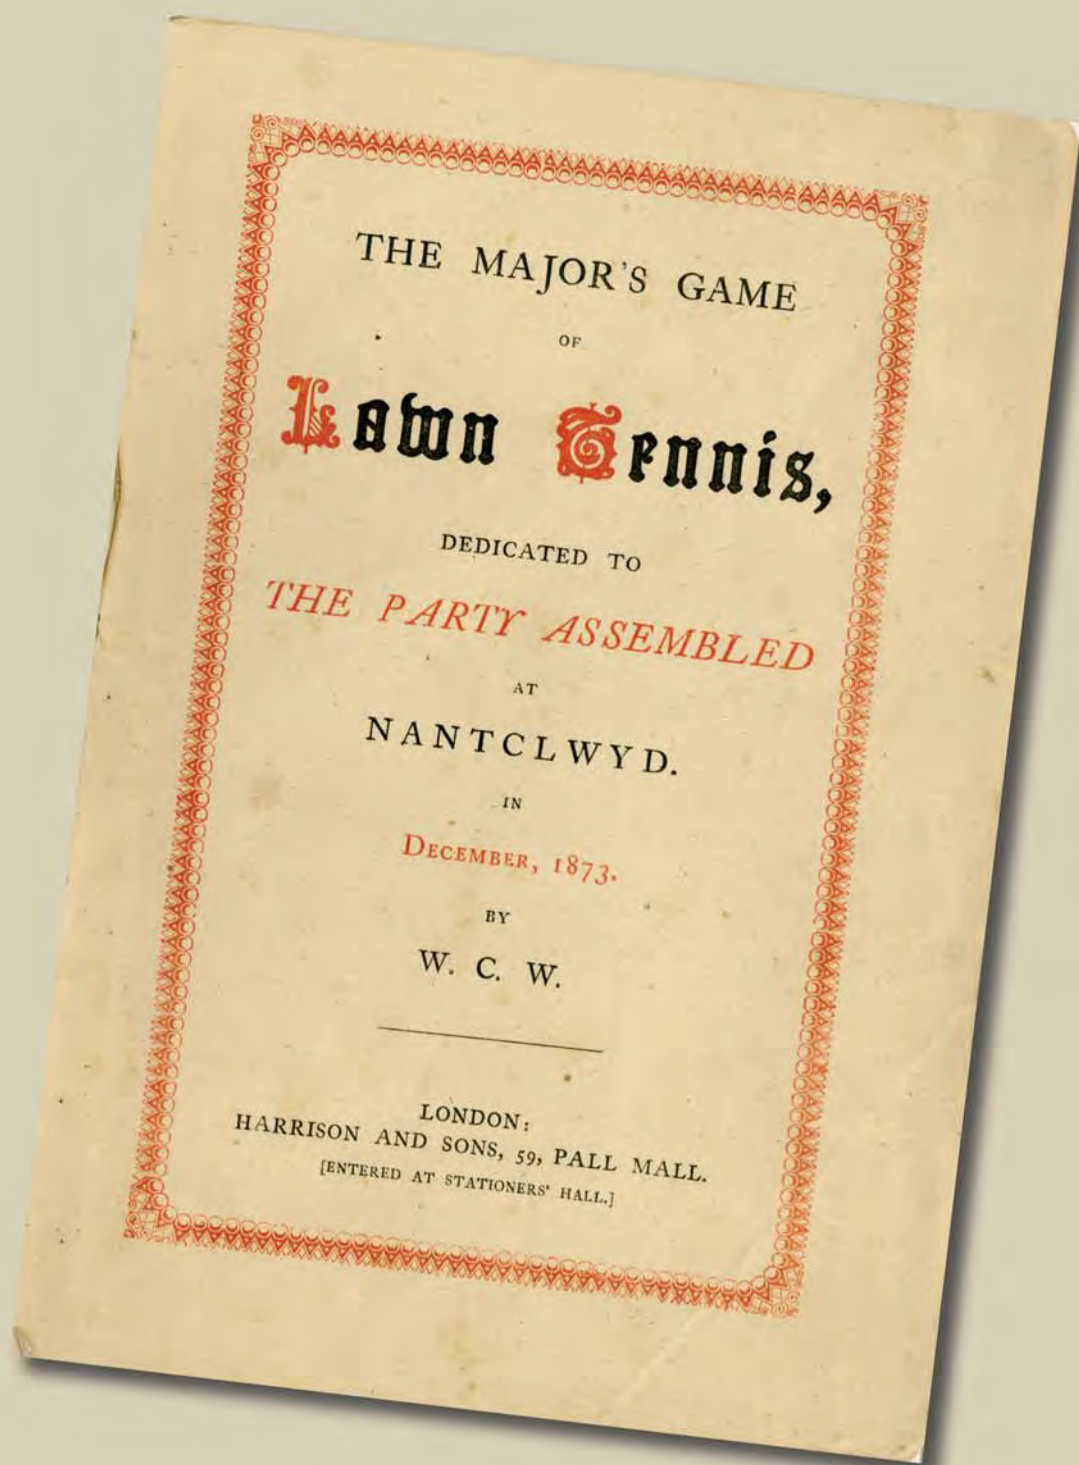 THE MAJOR'S GAME
OF
Lawn Tennis,
DEDICATED TO
THE PARTY ASSEMBLED
AT
NANTCLWYD.
IN
DECEMBER, 1873.
BY
W. C. W.
LONDON:
HARRISON AND SONS, 59, PALL MALL.
[ENTERED AT STATIONERS' HALL.]